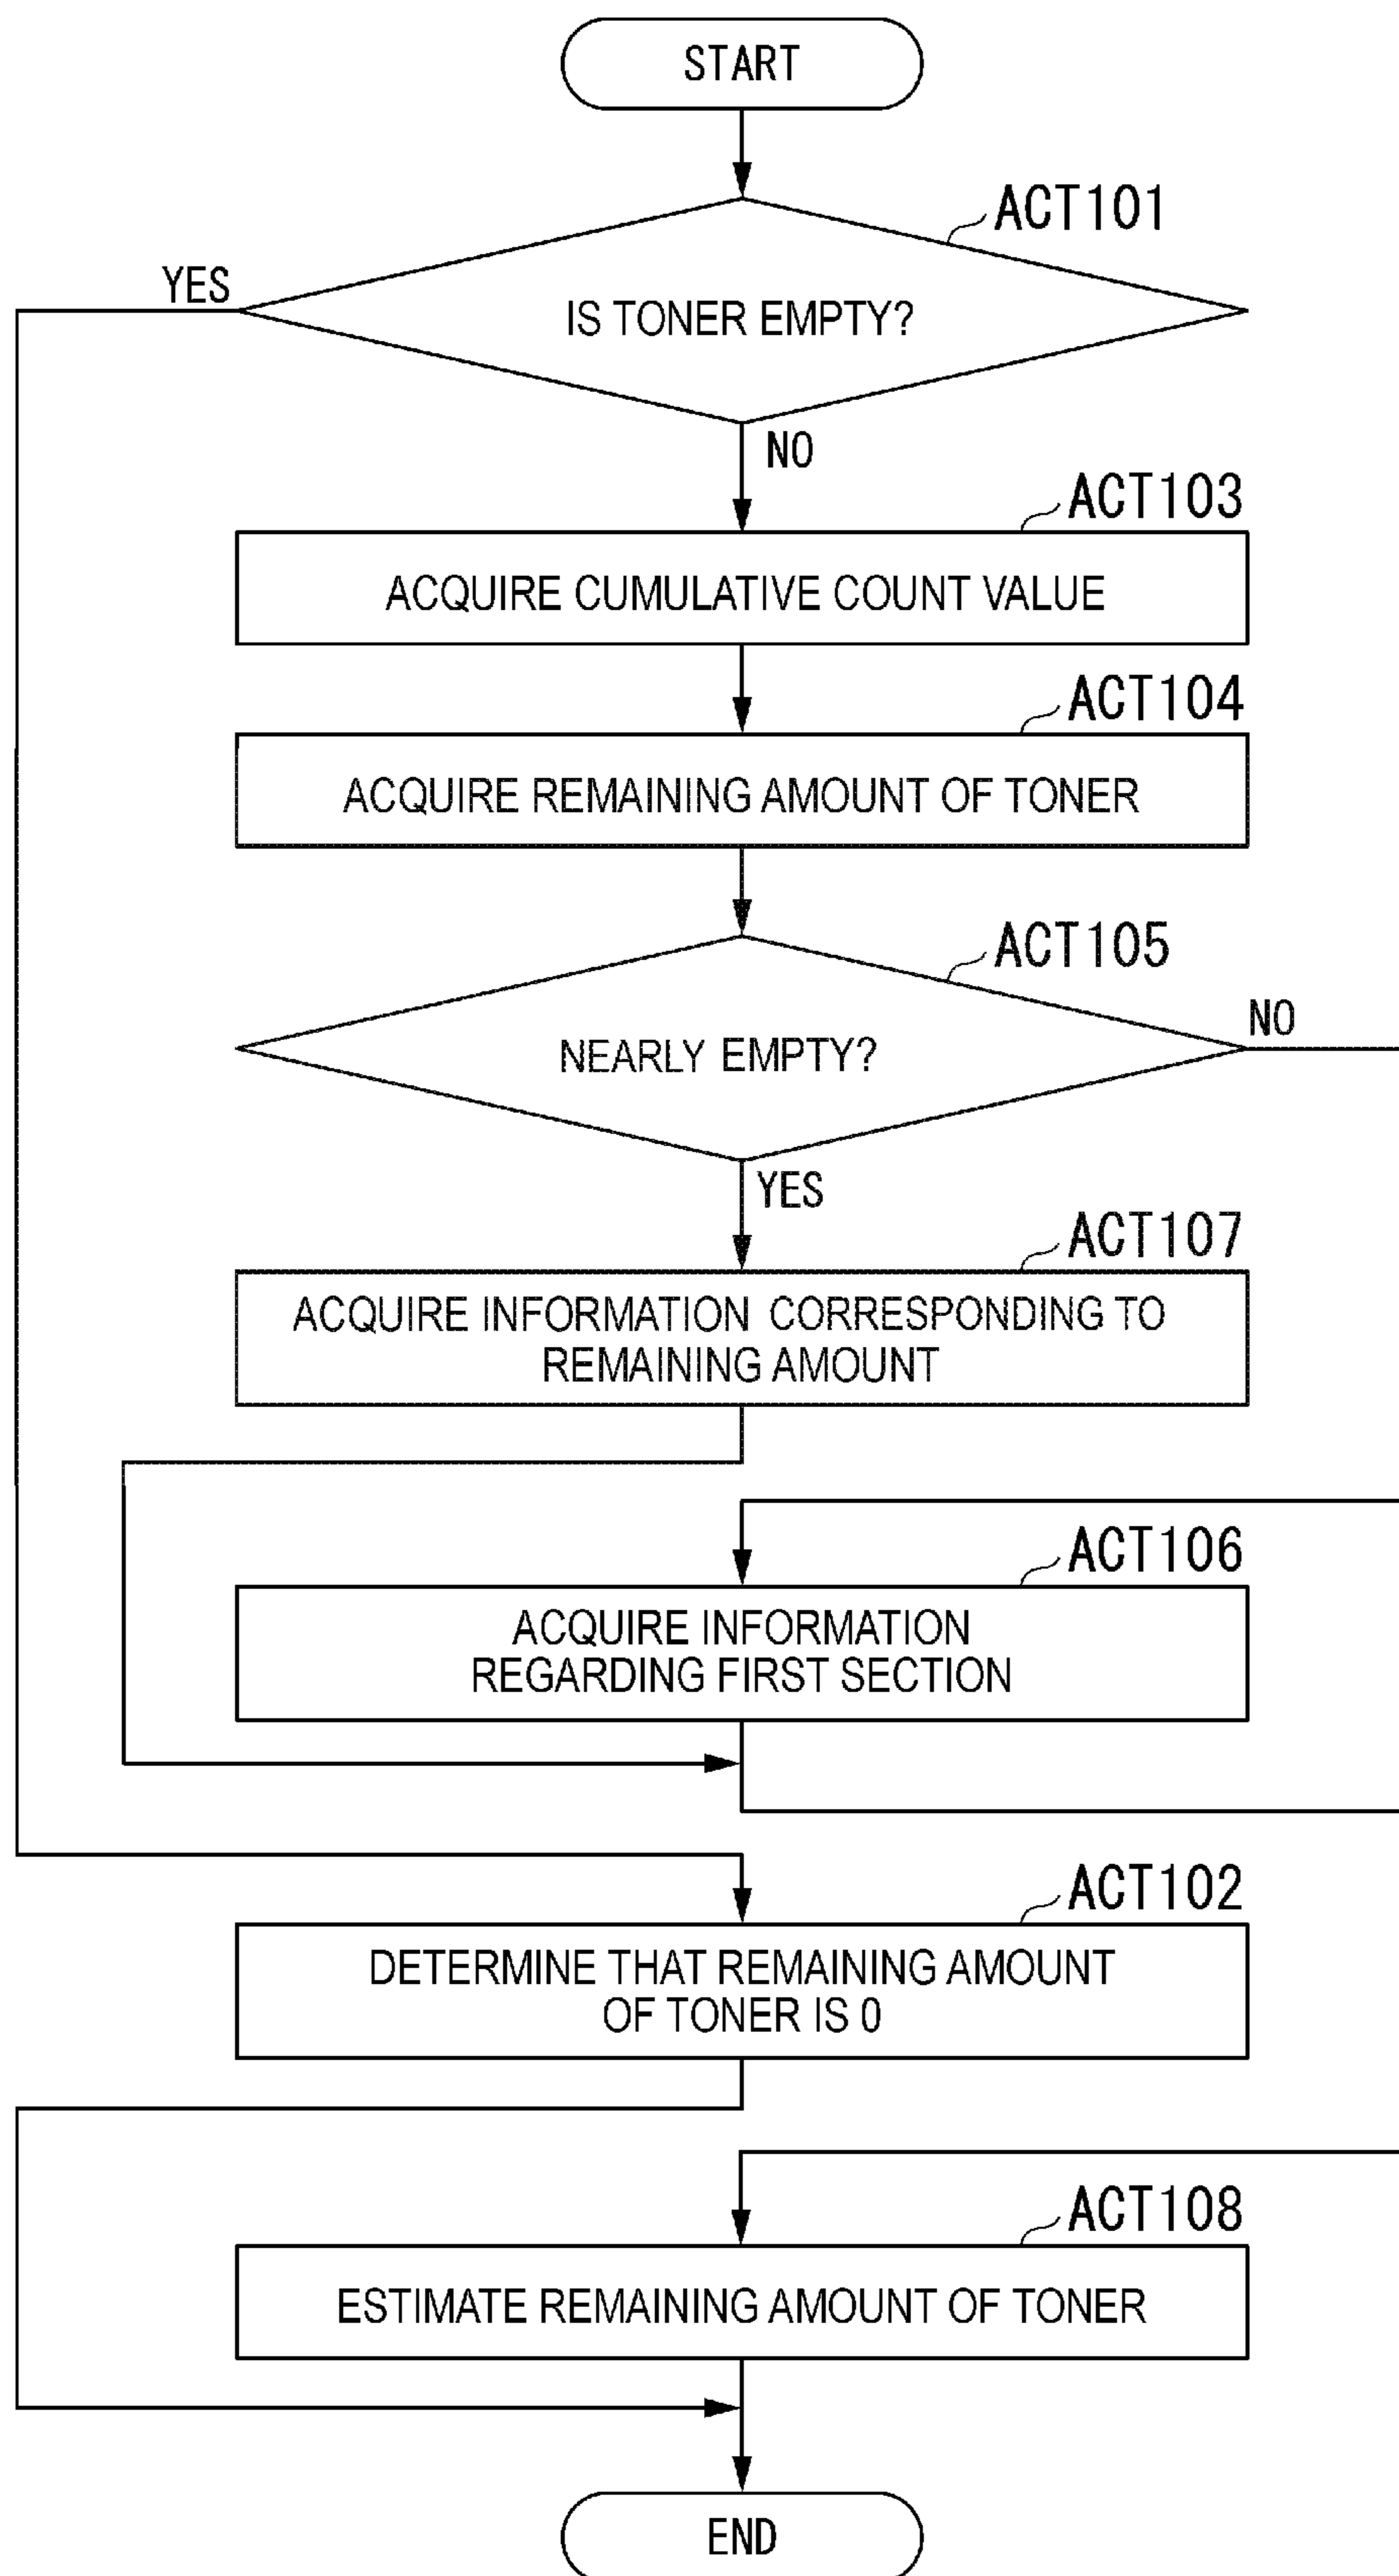 START
ACT101
YES
IS TONER EMPTY?
NO
ACT103
ACQUIRE CUMULATIVE COUNT VALUE
ACT104
ACQUIRE REMAINING AMOUNT OF TONER
ACT105
NO
NEARLY EMPTY?
YES
ACT107
ACQUIRE INFORMATION CORRESPONDING TO
REMAINING AMOUNT
ACT106
ACQUIRE INFORMATION
REGARDING FIRST SECTION
ACT102
DETERMINE THAT REMAINING AMOUNT
OF TONER IS 0
ACT108
ESTIMATE REMAINING AMOUNT OF TONER
END